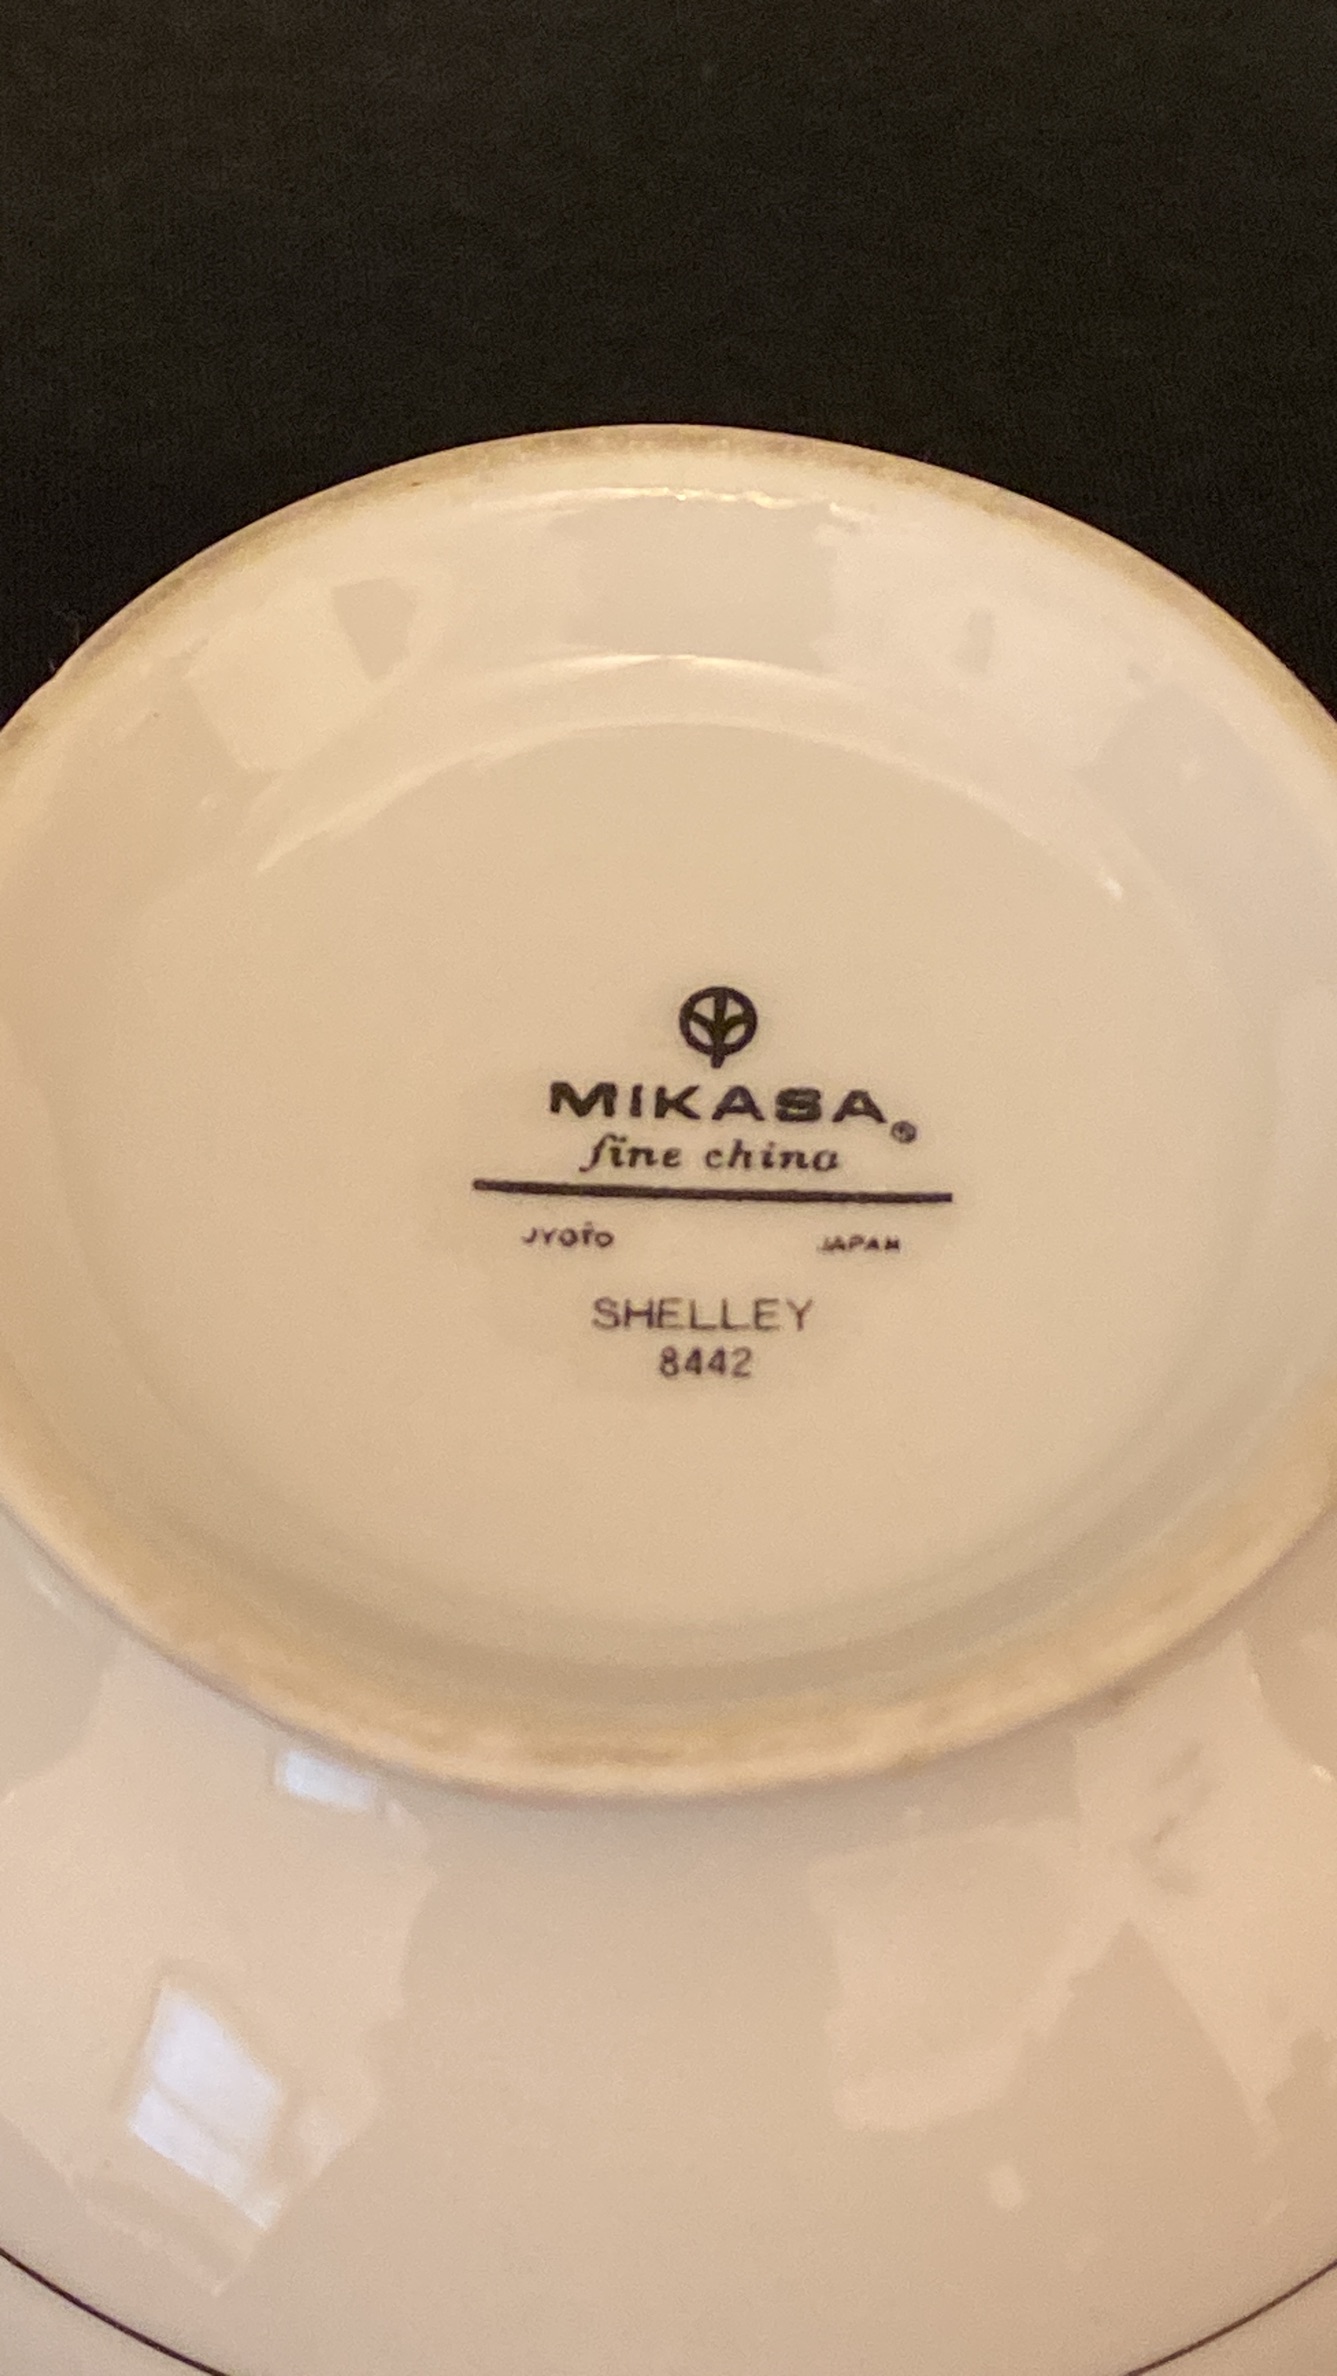 MIKASA®
fine china
JYOTO JAPAN
SHELLEY
8442